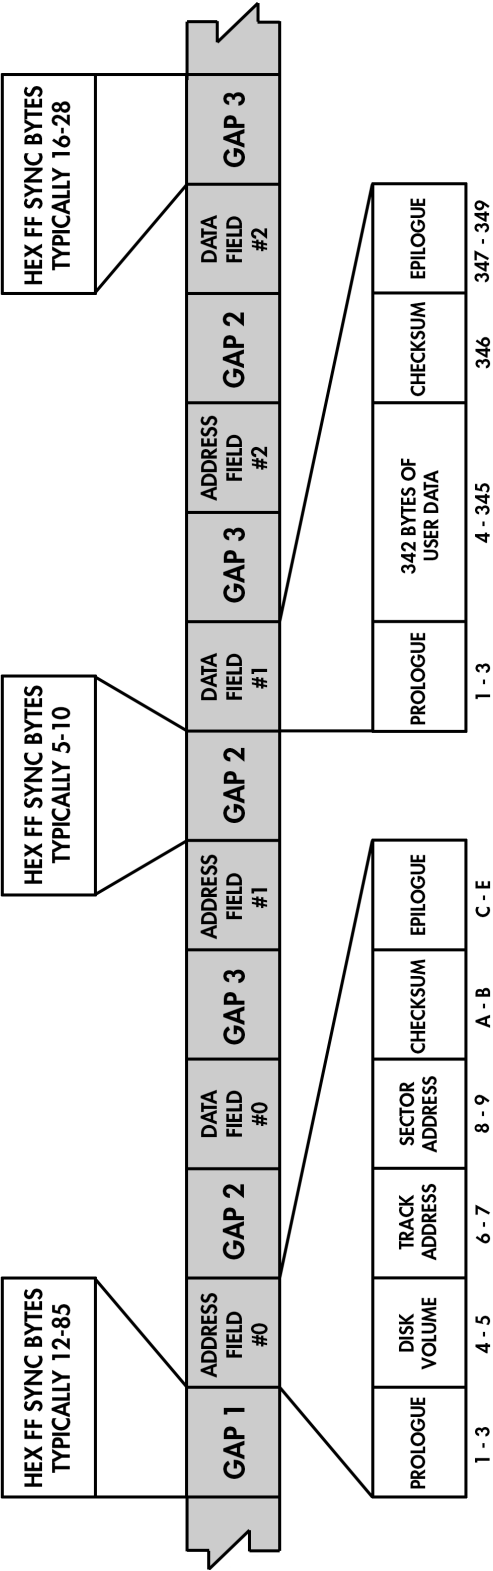 HEX FF SYNC BYTES
TYPICALLY 12-85
HEX FF SYNC BYTES
TYPICALLY 5-10
HEX FF SYNC BYTES
TYPICALLY 16-28
GAP 1
ADDRESS
FIELD
#0
GAP 2
DATA
FIELD
#0
GAP 3
ADDRESS
FIELD
#1
GAP 2
DATA
FIELD
#1
GAP 3
ADDRESS
FIELD
#2
GAP 2
DATA
FIELD
#2
GAP 3
PROLOGUE
DISK
VOLUME
TRACK
ADDRESS
SECTOR
ADDRESS
CHECKSUM
EPILOGUE
1 - 3
4 - 5
6 - 7
8 - 9
A - B
C - E
PROLOGUE
342 BYTES OF
USER DATA
CHECKSUM
EPILOGUE
1 - 3
4 - 345
346
347 - 349